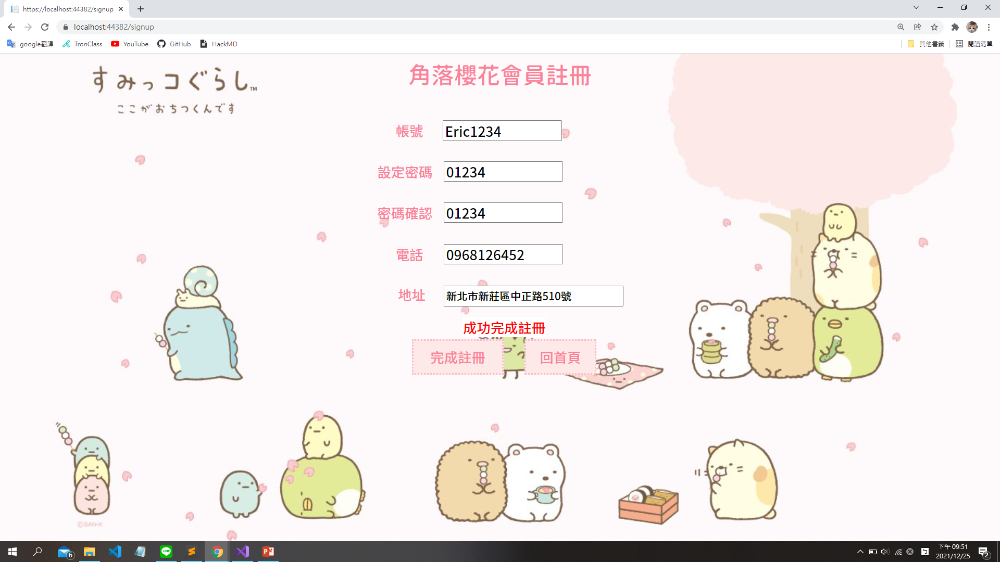 https://localhost:44382/signup
localhost:44382/signup
google翻譯
TronClass
YouTube
GitHub
HackMD
其他書籤
閱讀清單
すみっコぐらし™
ここがおちつくんです
角落櫻花會員註冊
帳號
Eric1234
設定密碼
01234
密碼確認
01234
電話
0968126452
地址
新北市新莊區中正路510號
成功完成註冊
完成註冊
回首頁
©SAN-X
6
LINE
下午 09:51
2021/12/25
2